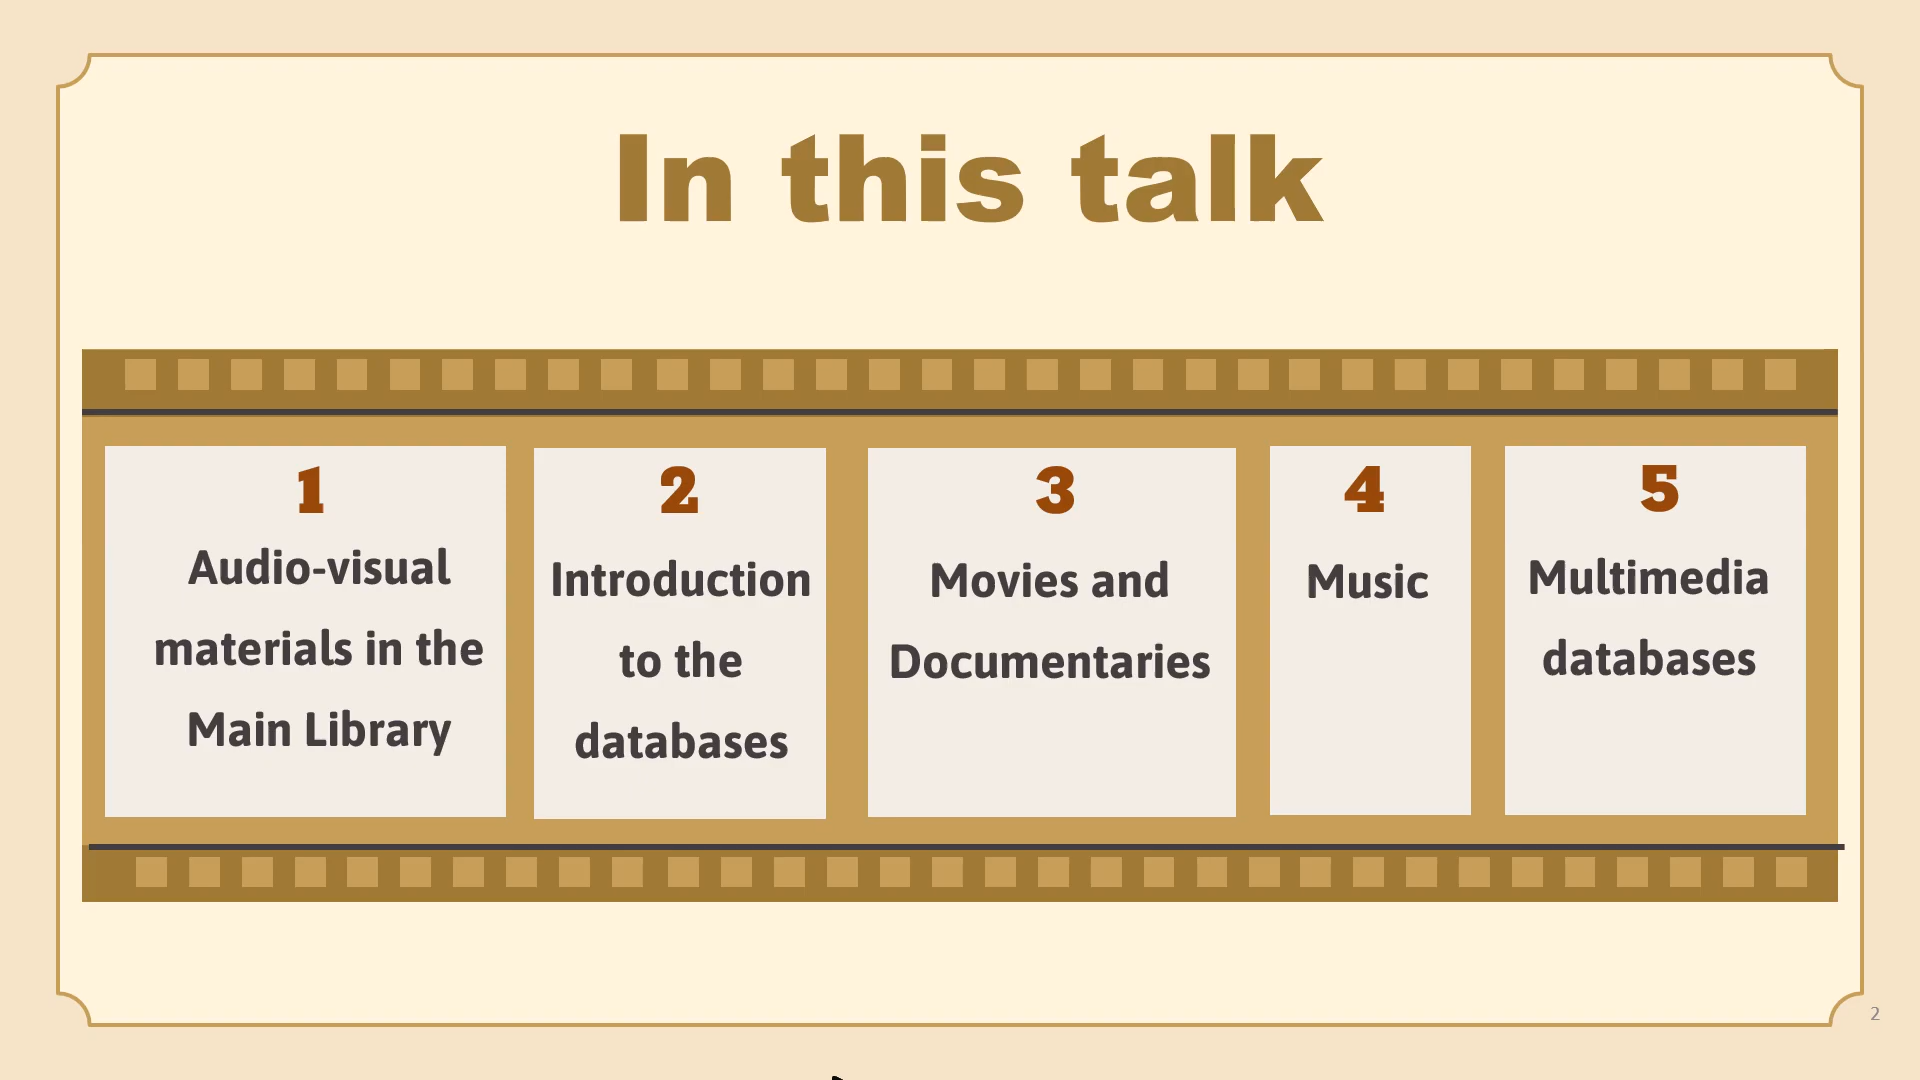 In this talk
1
Audio-visual
materials in the
Main Library
2
Introduction
to the
databases
3
Movies and
Documentaries
4
Music
5
Multimedia
databases
2